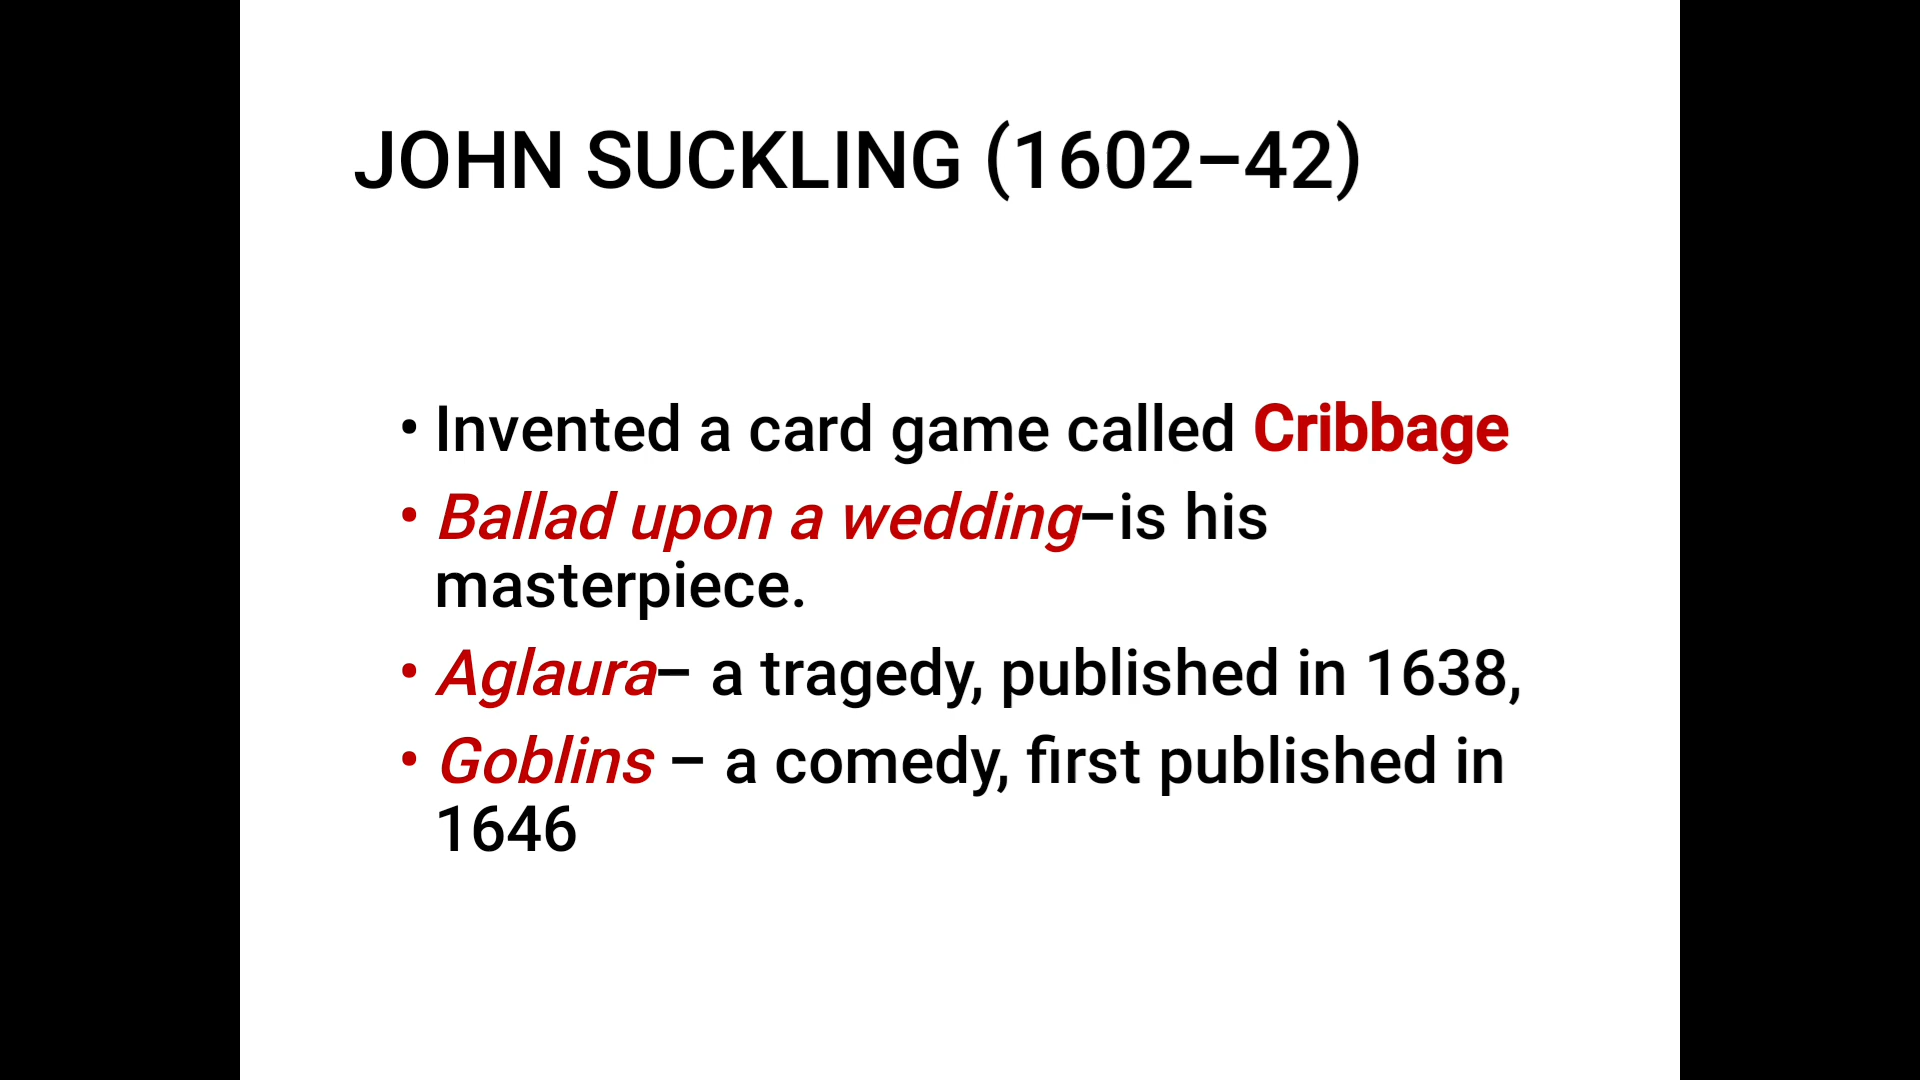 JOHN SUCKLING (1602–42)
• Invented a card game called Cribbage
• Ballad upon a wedding–is his
masterpiece.
• Aglaura– a tragedy, published in 1638,
• Goblins – a comedy, first published in
1646